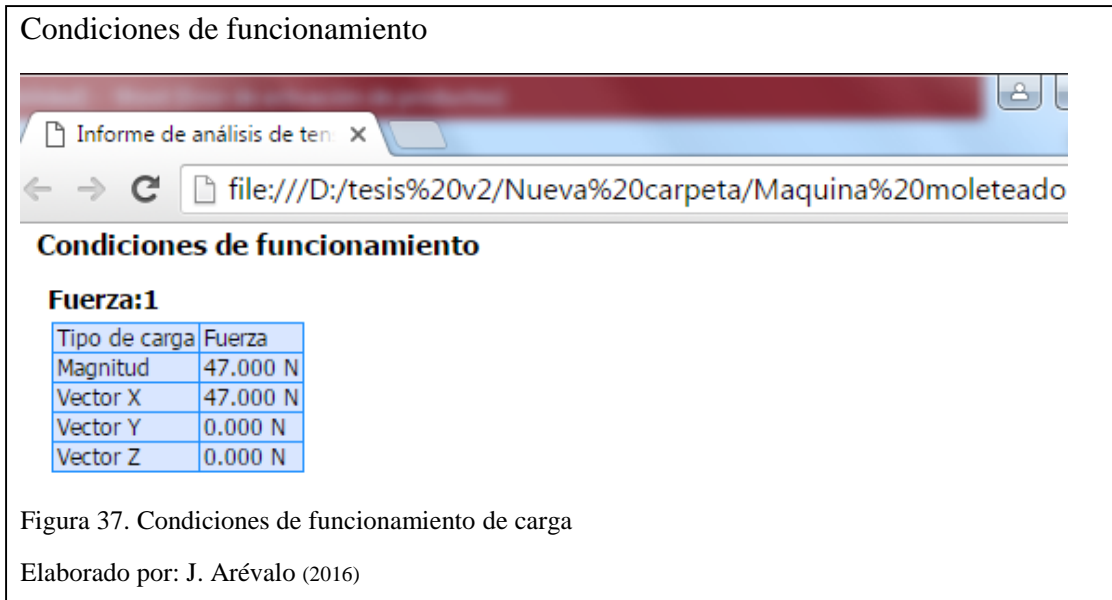 Condiciones de funcionamiento
Informe de análisis de ten
file:///D:/tesis%20v2/Nueva%20carpeta/Maquina%20moleteado
Condiciones de funcionamiento
Fuerza:1
Tipo de carga Fuerza
Magnitud 47.000 N
Vector X 47.000 N
Vector Y 0.000 N
Vector Z 0.000 N
Figura 37. Condiciones de funcionamiento de carga
Elaborado por: J. Arévalo (2016)